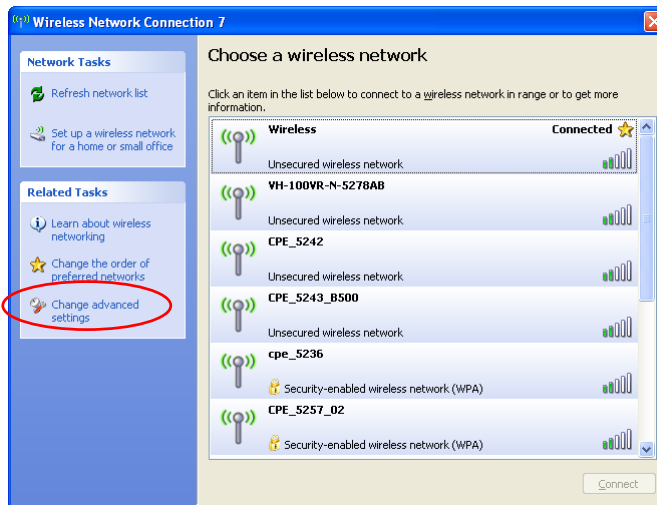 Wireless Network Connection 7
Network Tasks
Refresh network list
Set up a wireless network
for a home or small office
Related Tasks
Learn about wireless
networking
Change the order of
preferred networks
Change advanced
settings
Choose a wireless network
Click an item in the list below to connect to a wireless network in range or to get more
information.
Wireless Connected
Unsecured wireless network
VH-100VR-N-5278AB
Unsecured wireless network
CPE_5242
Unsecured wireless network
CPE_5243_B500
Unsecured wireless network
cpe_5236
Security-enabled wireless network (WPA)
CPE_5257_02
Security-enabled wireless network (WPA)
Connect